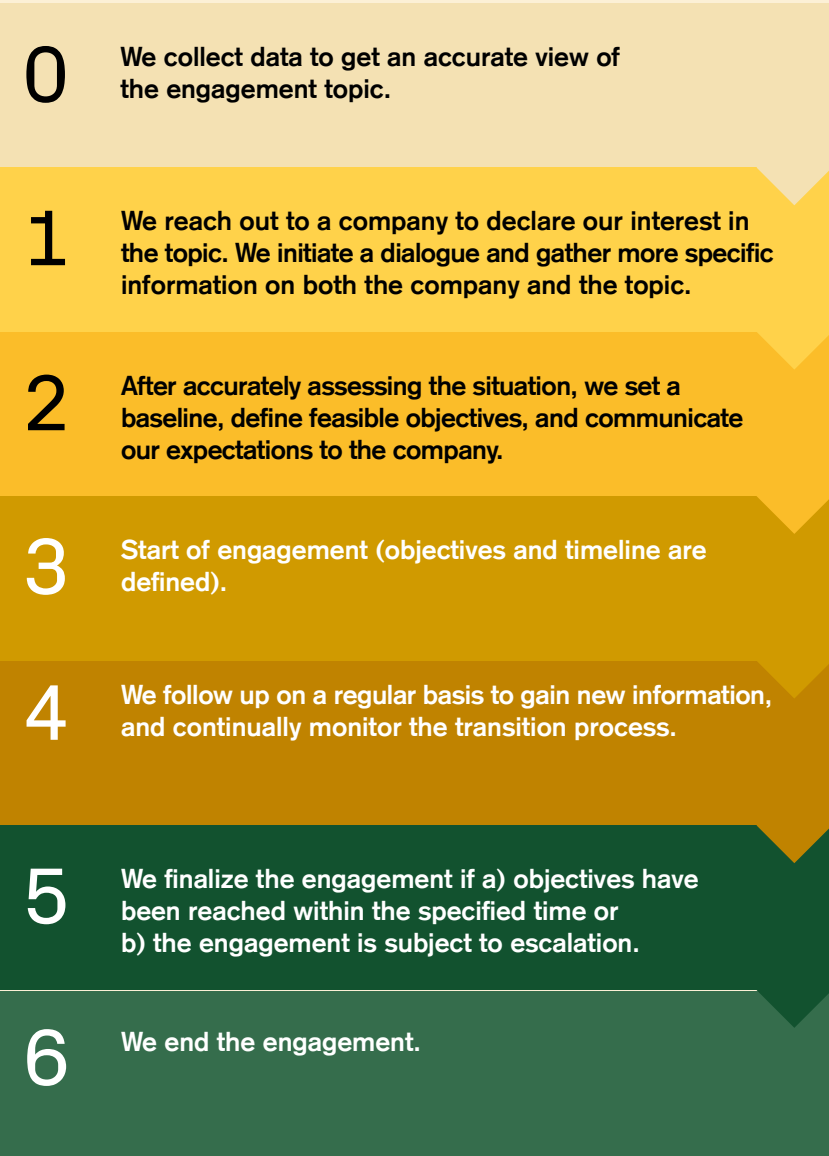 0
We collect data to get an accurate view of
the engagement topic.
1
We reach out to a company to declare our interest in
the topic. We initiate a dialogue and gather more specific
information on both the company and the topic.
2
After accurately assessing the situation, we set a
baseline, define feasible objectives, and communicate
our expectations to the company.
3
Start of engagement (objectives and timeline are
defined).
4
We follow up on a regular basis to gain new information,
and continually monitor the transition process.
5
We finalize the engagement if a) objectives have
been reached within the specified time or
b) the engagement is subject to escalation.
6
We end the engagement.